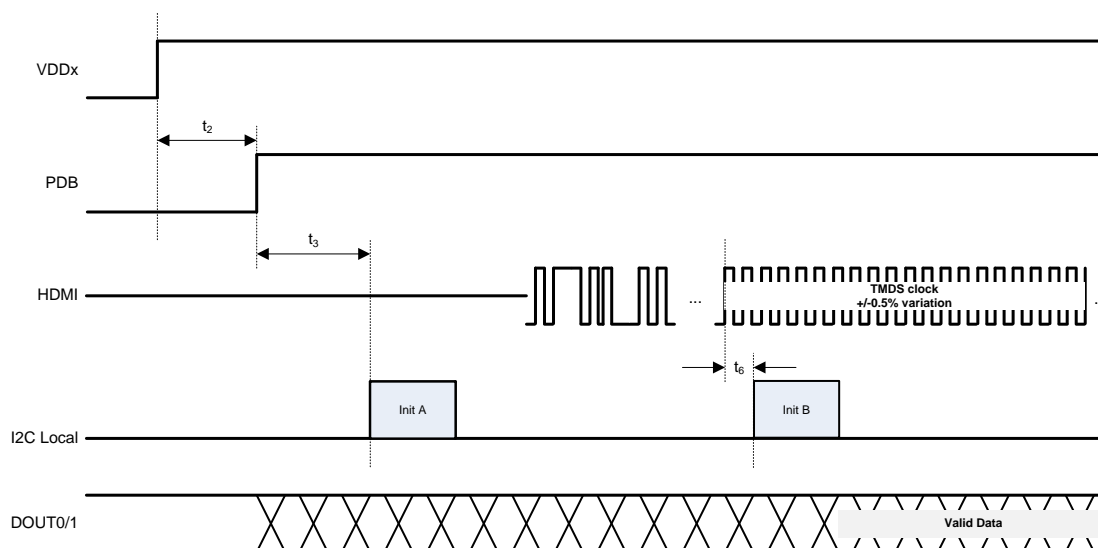 VDDx
t2
PDB
t3
HDMI
...
TMDS clock
+/-0.5% variation
.
t6
Init A
Init B
I2C Local
DOUT0/1
Valid Data